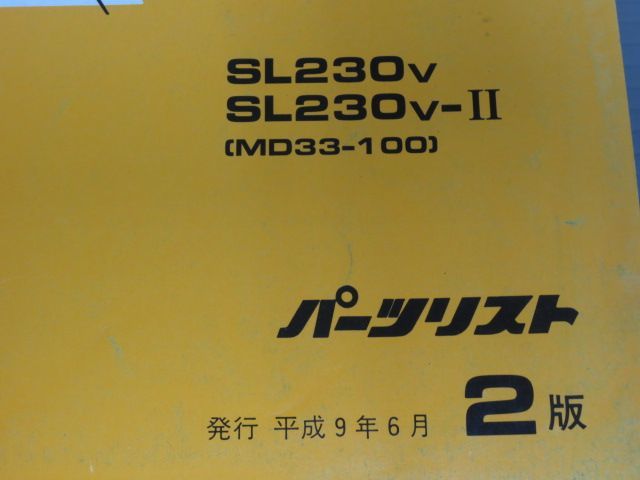 SL230V
SL230V-II
(MD33-100)
パーツリスト
発行 平成9年6月 2版